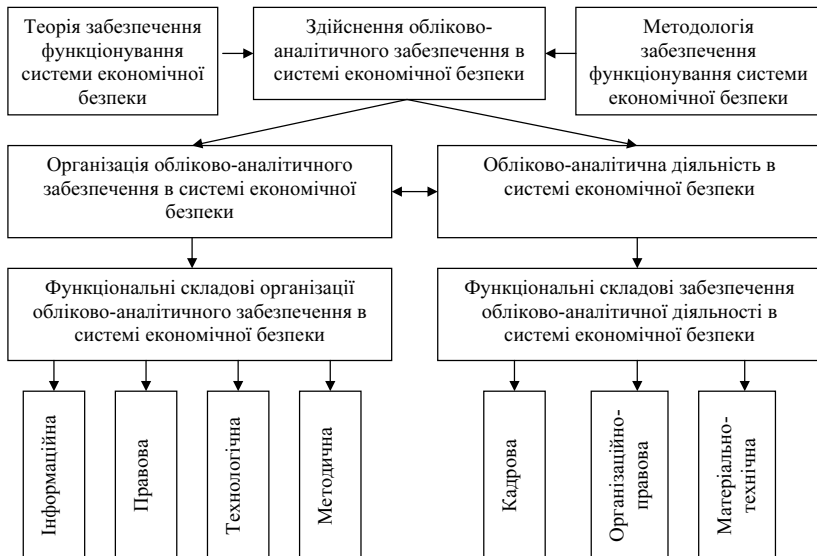 Теорія забезпечення
функціонування
системи економічної
безпеки
Здійснення обліково-
аналітичного забезпечення в
системі економічної безпеки
Методологія
забезпечення
функціонування системи
економічної безпеки
Організація обліково-аналітичного
забезпечення в системі економічної
безпеки
Обліково-аналітична діяльність в
системі економічної безпеки
Функціональні складові організації
обліково-аналітичного забезпечення в
системі економічної безпеки
Функціональні складові забезпечення
обліково-аналітичної діяльності в
системі економічної безпеки
Інформаційна
Правова
Технологічна
Методична
Кадрова
Організаційно-
правова
Матеріально-
технічна